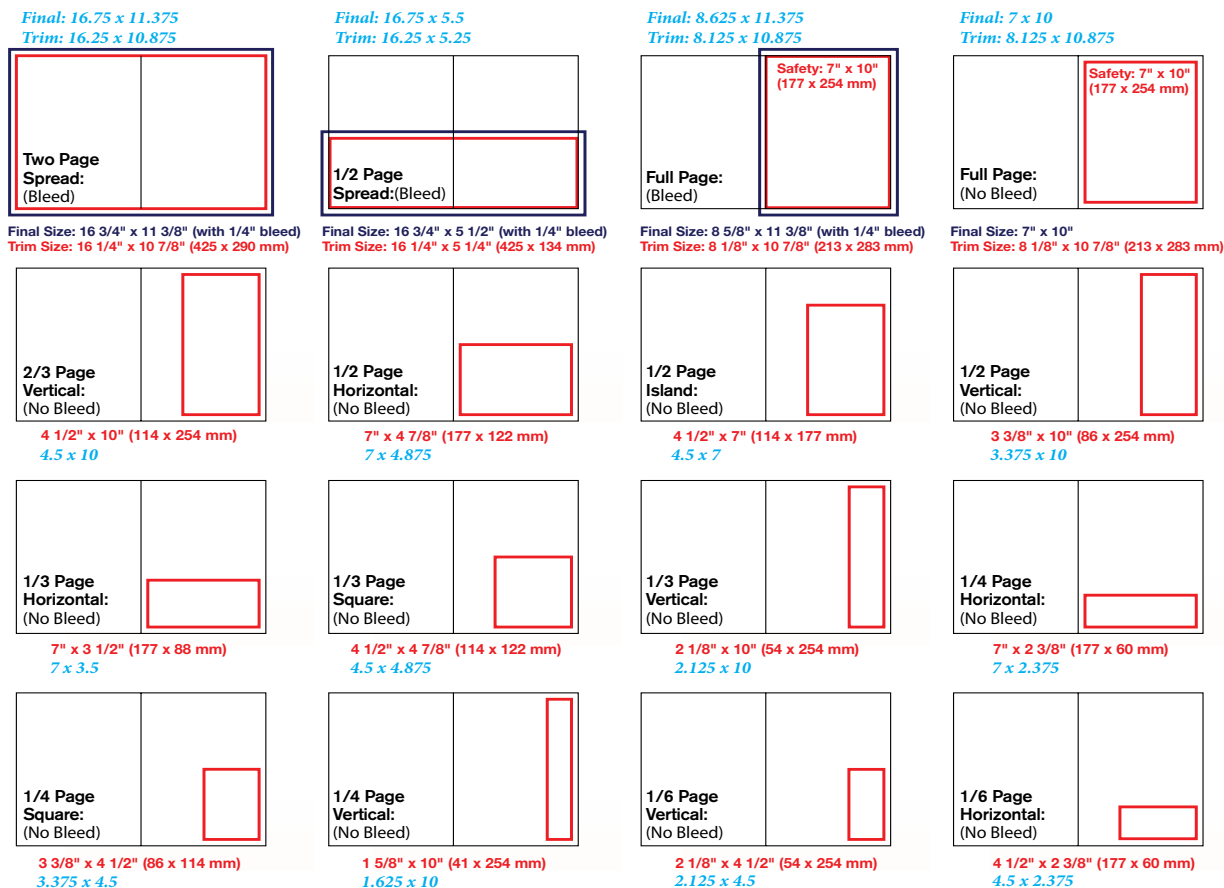 Final: 16.75 x 11.375
Trim: 16.25 x 10.875
Two Page
Spread:
(Bleed)
Final Size: 16 3/4" x 11 3/8" (with 1/4" bleed)
Trim Size: 16 1/4" x 10 7/8" (425 x 290 mm)
Final: 16.75 x 5.5
Trim: 16.25 x 5.25
1/2 Page
Spread:(Bleed)
Final Size: 16 3/4" x 5 1/2" (with 1/4" bleed)
Trim Size: 16 1/4" x 5 1/4" (425 x 134 mm)
Final: 8.625 x 11.375
Trim: 8.125 x 10.875
Safety: 7" x 10"
(177 x 254 mm)
Full Page:
(Bleed)
Final Size: 8 5/8" x 11 3/8" (with 1/4" bleed)
Trim Size: 8 1/8" x 10 7/8" (213 x 283 mm)
Final: 7 x 10
Trim: 8.125 x 10.875
Safety: 7" x 10"
(177 x 254 mm)
Full Page:
(No Bleed)
Final Size: 7" x 10"
Trim Size: 8 1/8" x 10 7/8" (213 x 283 mm)
2/3 Page
Vertical:
(No Bleed)
4 1/2" x 10" (114 x 254 mm)
4.5 x 10
1/2 Page
Horizontal:
(No Bleed)
7" x 4 7/8" (177 x 122 mm)
7 x 4.875
1/2 Page
Island:
(No Bleed)
4 1/2" x 7" (114 x 177 mm)
4.5 x 7
1/2 Page
Vertical:
(No Bleed)
3 3/8" x 10" (86 x 254 mm)
3.375 x 10
1/3 Page
Horizontal:
(No Bleed)
7" x 3 1/2" (177 x 88 mm)
7 x 3.5
1/3 Page
Square:
(No Bleed)
4 1/2" x 4 7/8" (114 x 122 mm)
4.5 x 4.875
1/3 Page
Vertical:
(No Bleed)
2 1/8" x 10" (54 x 254 mm)
2.125 x 10
1/4 Page
Horizontal:
(No Bleed)
7" x 2 3/8" (177 x 60 mm)
7 x 2.375
1/4 Page
Square:
(No Bleed)
3 3/8" x 4 1/2" (86 x 114 mm)
3.375 x 4.5
1/4 Page
Vertical:
(No Bleed)
1 5/8" x 10" (41 x 254 mm)
1.625 x 10
1/6 Page
Vertical:
(No Bleed)
2 1/8" x 4 1/2" (54 x 254 mm)
2.125 x 4.5
1/6 Page
Horizontal:
(No Bleed)
4 1/2" x 2 3/8" (177 x 60 mm)
4.5 x 2.375